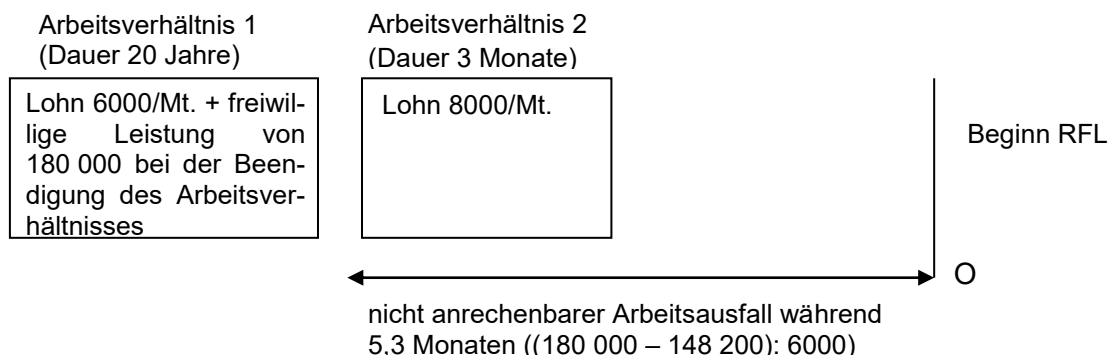 Arbeitsverhältnis 1
(Dauer 20 Jahre)
Lohn 6000/Mt. + freiwil-
lige Leistung von
180 000 bei der Been-
digung des Arbeitsver-
hältnisses
Arbeitsverhältnis 2
(Dauer 3 Monate)
Lohn 8000/Mt.
Beginn RFL
O
nicht anrechenbarer Arbeitsausfall während
5,3 Monaten ((180 000 – 148 200): 6000)